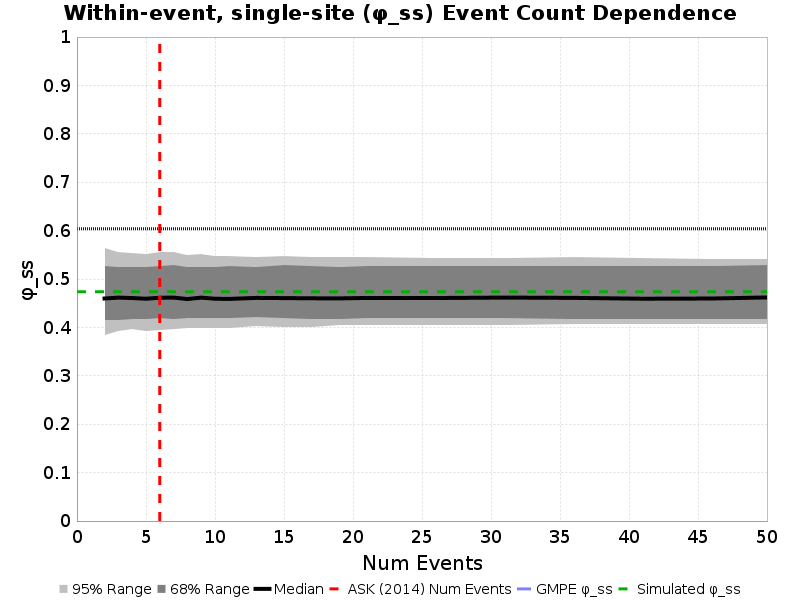 Within-event, single-site (φ_ss) Event Count Dependence
1
0.9
0.8
0.7
0.6
0.5
0.4
0.3
0.2
0.1
0
φ_ss
0 5 10 15 20 25 30 35 40 45 50
Num Events
95% Range 68% Range Median ASK (2014) Num Events GMPE φ_ss Simulated φ_ss